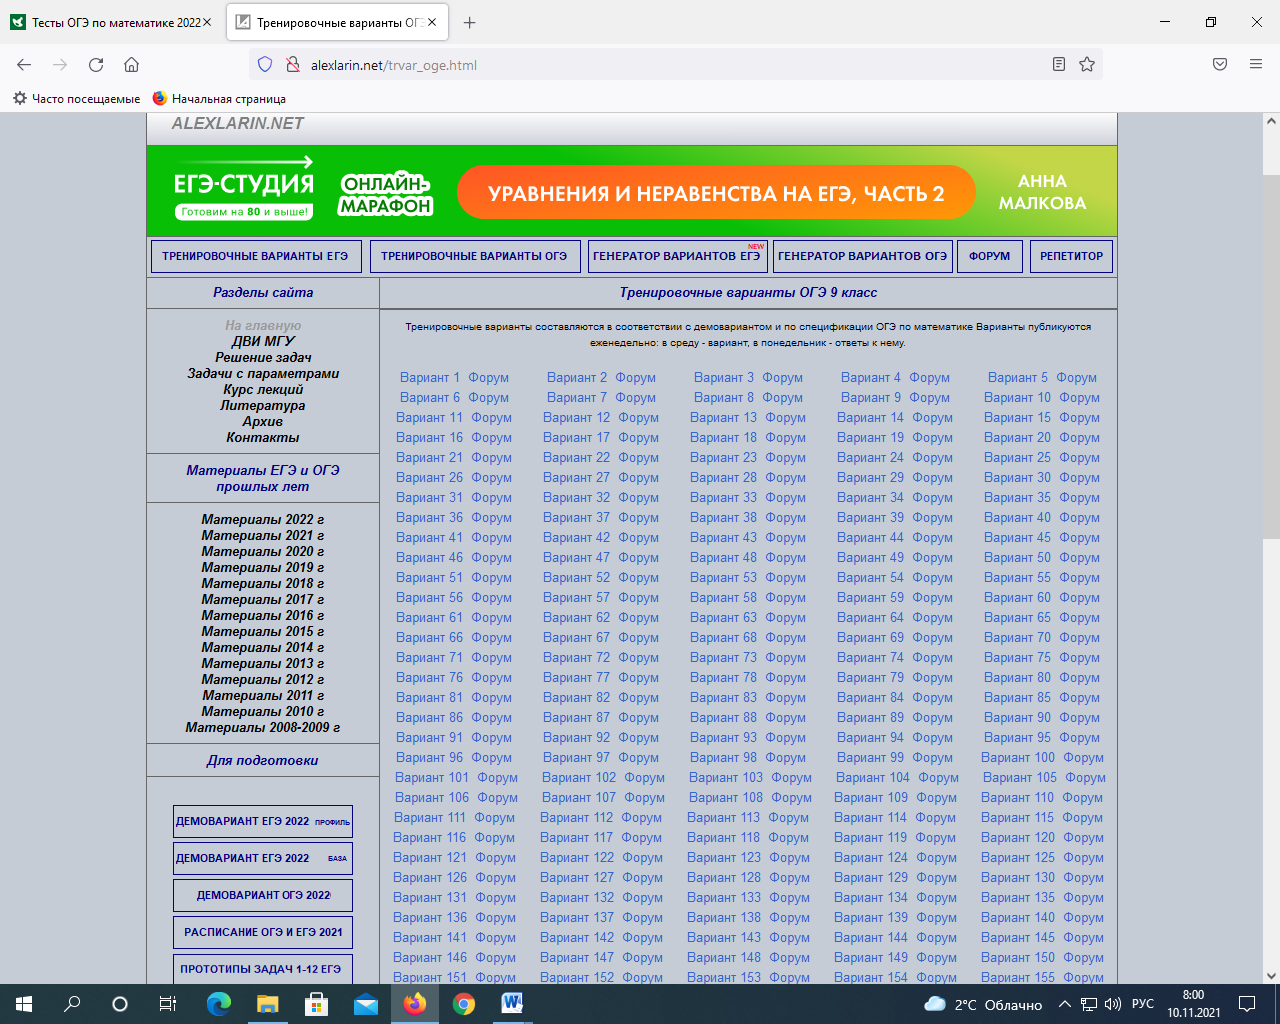 Тесты ОГЭ по математике 2022
Тренировочные варианты ОГЭ
alexlarin.net/trvar_oge.html
Часто посещаемые
Начальная страница
ALEXLARIN.NET
ЕГЭ-СТУДИЯ
Готовим на 80 и выше!
ОНЛАЙН-
МАРАФОН
УРАВНЕНИЯ И НЕРАВЕНСТВА НА ЕГЭ, ЧАСТЬ 2
АННА
МАЛКОВА
ТРЕНИРОВОЧНЫЕ ВАРИАНТЫ ЕГЭ
ТРЕНИРОВОЧНЫЕ ВАРИАНТЫ ОГЭ
NEW
ГЕНЕРАТОР ВАРИАНТОВ ЕГЭ
ГЕНЕРАТОР ВАРИАНТОВ ОГЭ
ФОРУМ
РЕПЕТИТОР
Разделы сайта
На главную
ДВИ МГУ
Решение задач
Задачи с параметрами
Курс лекций
Литература
Архив
Контакты
Материалы ЕГЭ и ОГЭ
прошлых лет
Материалы 2022 г
Материалы 2021 г
Материалы 2020 г
Материалы 2019 г
Материалы 2018 г
Материалы 2017 г
Материалы 2016 г
Материалы 2015 г
Материалы 2014 г
Материалы 2013 г
Материалы 2012 г
Материалы 2011 г
Материалы 2010 г
Материалы 2008-2009 г
Для подготовки
ДЕМОВАРИАНТ ЕГЭ 2022 ПРОФИЛЬ
ДЕМОВАРИАНТ ЕГЭ 2022 БАЗА
ДЕМОВАРИАНТ ОГЭ 2022
РАСПИСАНИЕ ОГЭ И ЕГЭ 2021
ПРОТОТИПЫ ЗАДАЧ 1-12 ЕГЭ
Тренировочные варианты ОГЭ 9 класс
Тренировочные варианты составляются в соответствии с демовариантом и по спецификации ОГЭ по математике Варианты публикуются
еженедельно: в среду - вариант, в понедельник - ответы к нему.
Вариант 1 Форум Вариант 2 Форум Вариант 3 Форум Вариант 4 Форум Вариант 5 Форум
Вариант 6 Форум Вариант 7 Форум Вариант 8 Форум Вариант 9 Форум Вариант 10 Форум
Вариант 11 Форум Вариант 12 Форум Вариант 13 Форум Вариант 14 Форум Вариант 15 Форум
Вариант 16 Форум Вариант 17 Форум Вариант 18 Форум Вариант 19 Форум Вариант 20 Форум
Вариант 21 Форум Вариант 22 Форум Вариант 23 Форум Вариант 24 Форум Вариант 25 Форум
Вариант 26 Форум Вариант 27 Форум Вариант 28 Форум Вариант 29 Форум Вариант 30 Форум
Вариант 31 Форум Вариант 32 Форум Вариант 33 Форум Вариант 34 Форум Вариант 35 Форум
Вариант 36 Форум Вариант 37 Форум Вариант 38 Форум Вариант 39 Форум Вариант 40 Форум
Вариант 41 Форум Вариант 42 Форум Вариант 43 Форум Вариант 44 Форум Вариант 45 Форум
Вариант 46 Форум Вариант 47 Форум Вариант 48 Форум Вариант 49 Форум Вариант 50 Форум
Вариант 51 Форум Вариант 52 Форум Вариант 53 Форум Вариант 54 Форум Вариант 55 Форум
Вариант 56 Форум Вариант 57 Форум Вариант 58 Форум Вариант 59 Форум Вариант 60 Форум
Вариант 61 Форум Вариант 62 Форум Вариант 63 Форум Вариант 64 Форум Вариант 65 Форум
Вариант 66 Форум Вариант 67 Форум Вариант 68 Форум Вариант 69 Форум Вариант 70 Форум
Вариант 71 Форум Вариант 72 Форум Вариант 73 Форум Вариант 74 Форум Вариант 75 Форум
Вариант 76 Форум Вариант 77 Форум Вариант 78 Форум Вариант 79 Форум Вариант 80 Форум
Вариант 81 Форум Вариант 82 Форум Вариант 83 Форум Вариант 84 Форум Вариант 85 Форум
Вариант 86 Форум Вариант 87 Форум Вариант 88 Форум Вариант 89 Форум Вариант 90 Форум
Вариант 91 Форум Вариант 92 Форум Вариант 93 Форум Вариант 94 Форум Вариант 95 Форум
Вариант 96 Форум Вариант 97 Форум Вариант 98 Форум Вариант 99 Форум Вариант 100 Форум
Вариант 101 Форум Вариант 102 Форум Вариант 103 Форум Вариант 104 Форум Вариант 105 Форум
Вариант 106 Форум Вариант 107 Форум Вариант 108 Форум Вариант 109 Форум Вариант 110 Форум
Вариант 111 Форум Вариант 112 Форум Вариант 113 Форум Вариант 114 Форум Вариант 115 Форум
Вариант 116 Форум Вариант 117 Форум Вариант 118 Форум Вариант 119 Форум Вариант 120 Форум
Вариант 121 Форум Вариант 122 Форум Вариант 123 Форум Вариант 124 Форум Вариант 125 Форум
Вариант 126 Форум Вариант 127 Форум Вариант 128 Форум Вариант 129 Форум Вариант 130 Форум
Вариант 131 Форум Вариант 132 Форум Вариант 133 Форум Вариант 134 Форум Вариант 135 Форум
Вариант 136 Форум Вариант 137 Форум Вариант 138 Форум Вариант 139 Форум Вариант 140 Форум
Вариант 141 Форум Вариант 142 Форум Вариант 143 Форум Вариант 144 Форум Вариант 145 Форум
Вариант 146 Форум Вариант 147 Форум Вариант 148 Форум Вариант 149 Форум Вариант 150 Форум
Вариант 151 Форум Вариант 152 Форум Вариант 153 Форум Вариант 154 Форум Вариант 155 Форум
2°C Облачно
РУС
8:00
10.11.2021